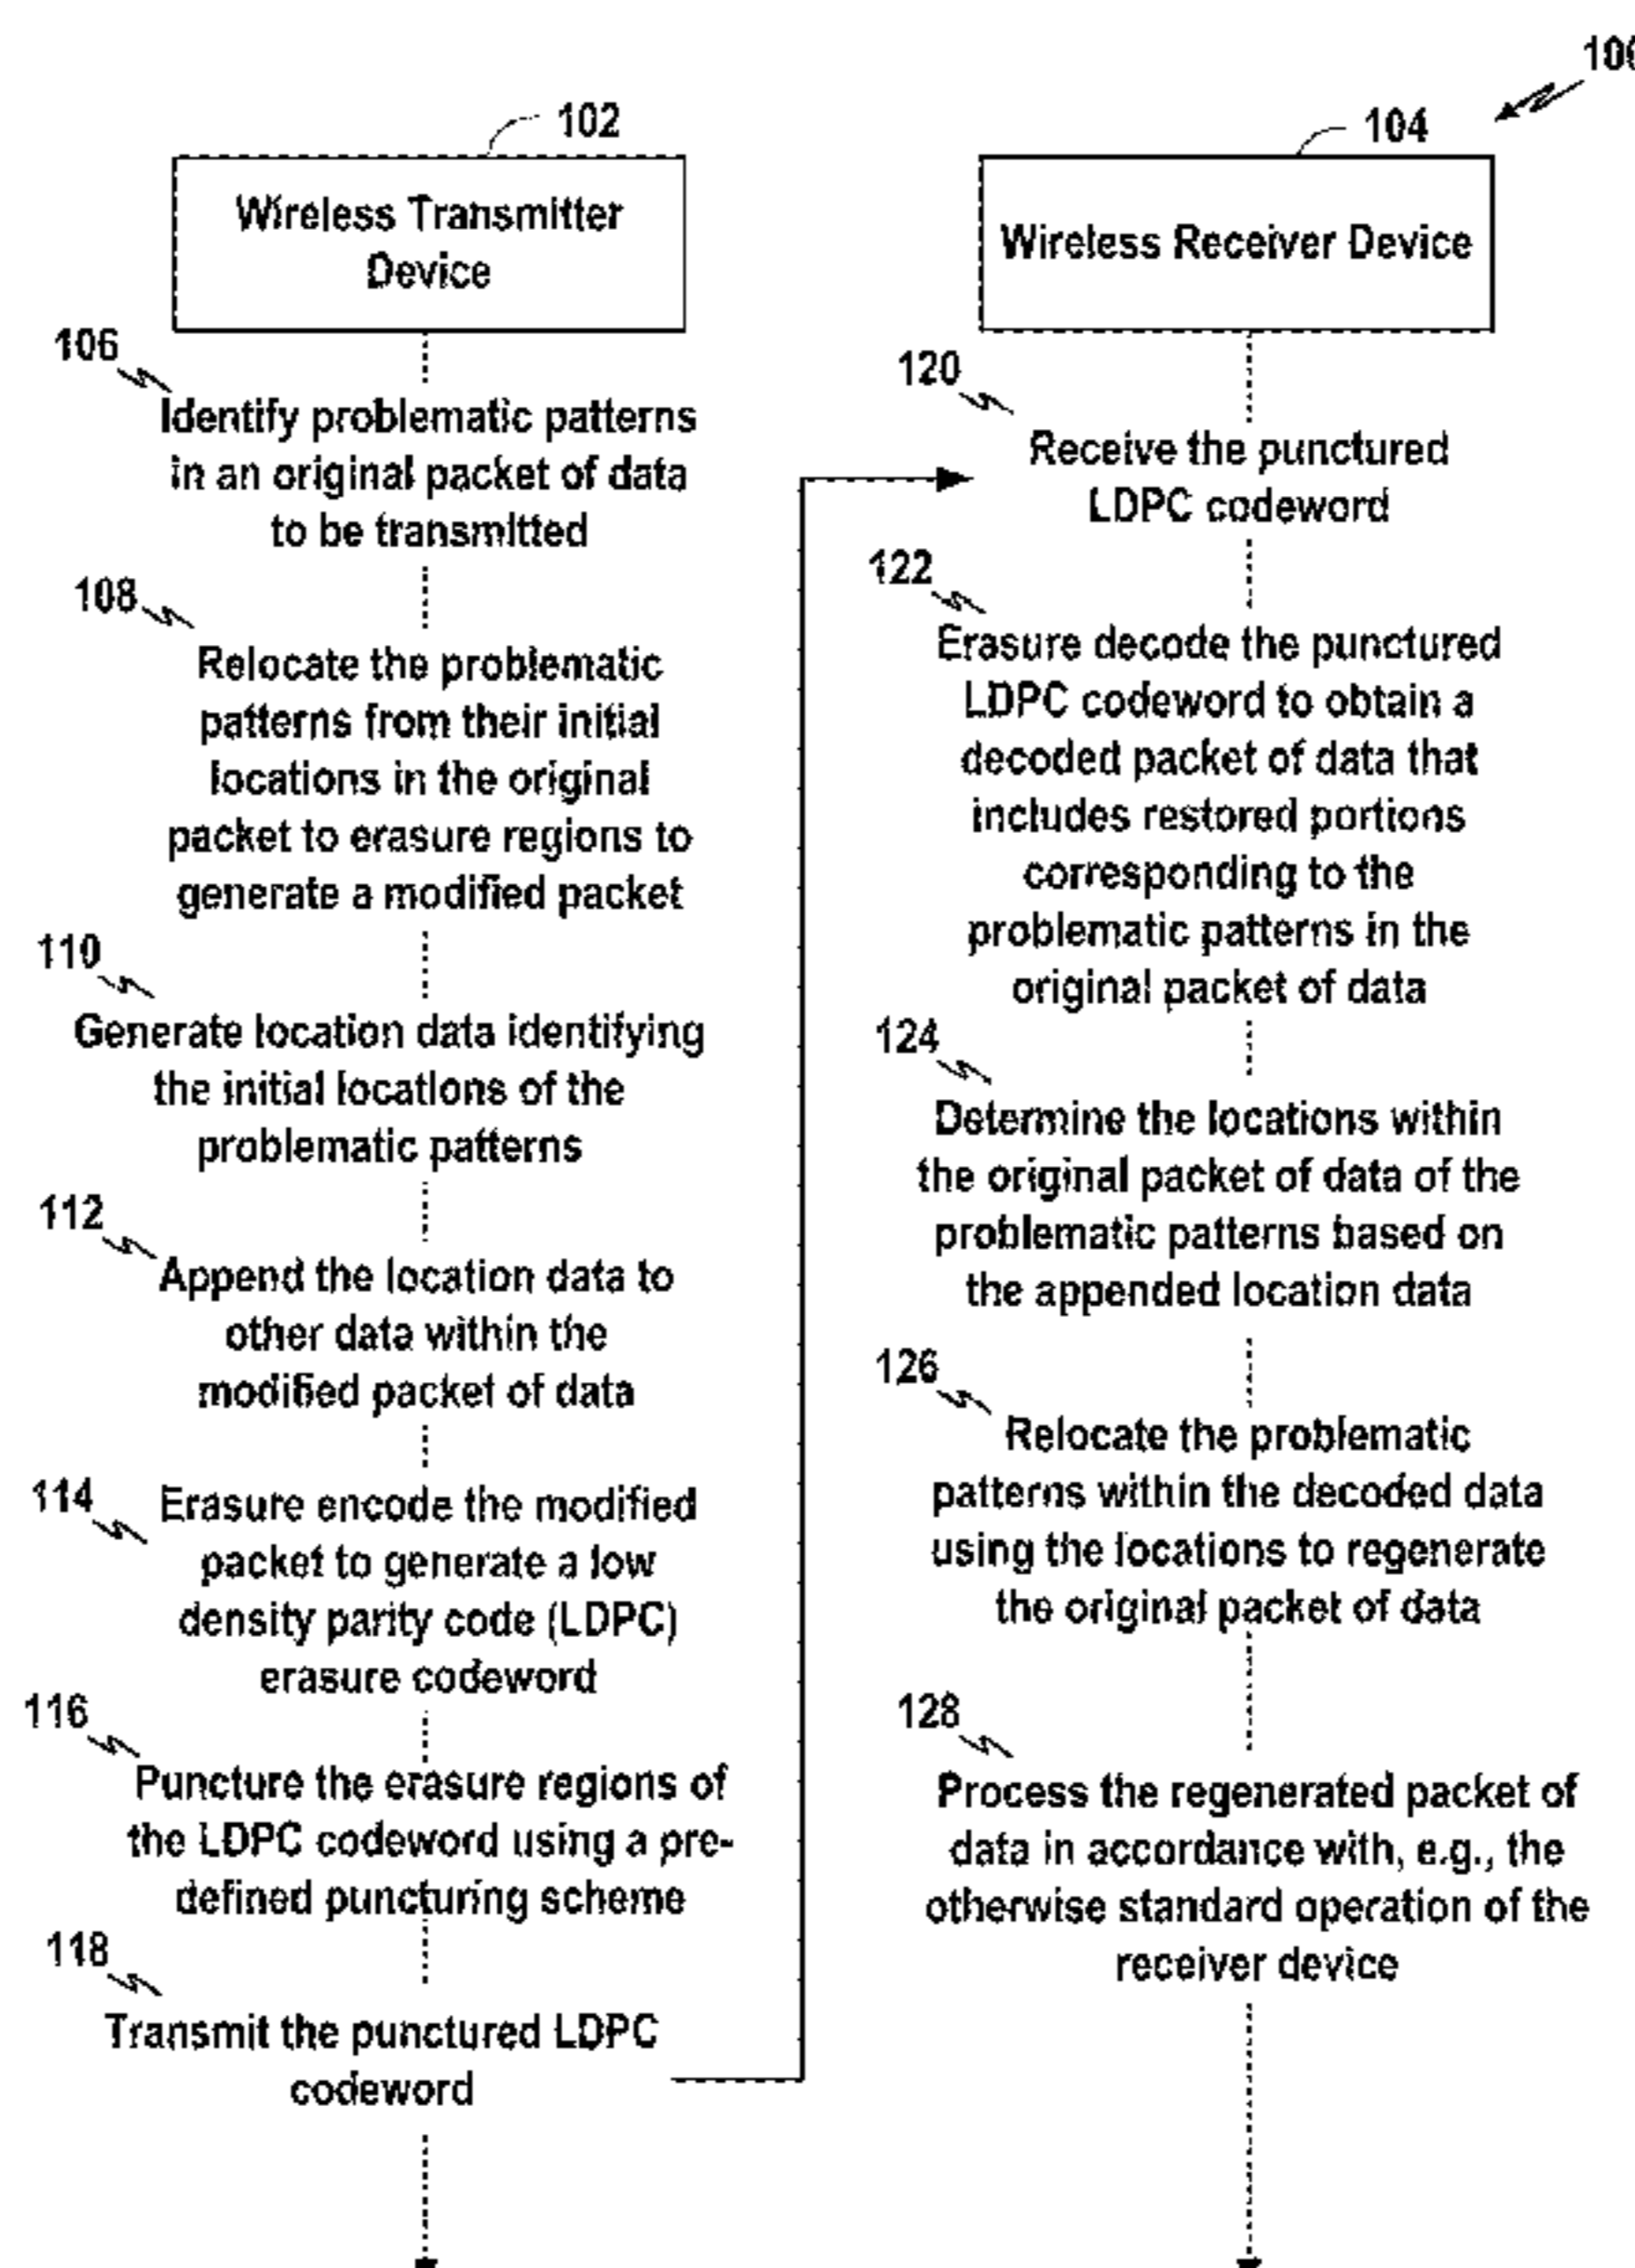 100
102
Wireless Transmitter
Device
106
Identify problematic patterns
in an original packet of data
to be transmitted
108
Relocate the problematic
patterns from their initial
locations in the original
packet to erasure regions to
generate a modified packet
110
Generate location data identifying
the initial locations of the
problematic patterns
112
Append the location data to
other data within the
modified packet of data
114
Erasure encode the modified
packet to generate a low
density parity code (LDPC)
erasure codeword
116
Puncture the erasure regions of
the LDPC codeword using a pre-
defined puncturing scheme
118
Transmit the punctured LDPC
codeword
104
Wireless Receiver Device
120
Receive the punctured
LDPC codeword
122
Erasure decode the punctured
LDPC codeword to obtain a
decoded packet of data that
includes restored portions
corresponding to the
problematic patterns in the
original packet of data
124
Determine the locations within
the original packet of data of the
problematic patterns based on
the appended location data
126
Relocate the problematic
patterns within the decoded data
using the locations to regenerate
the original packet of data
128
Process the regenerated packet of
data in accordance with, e.g., the
otherwise standard operation of the
receiver device